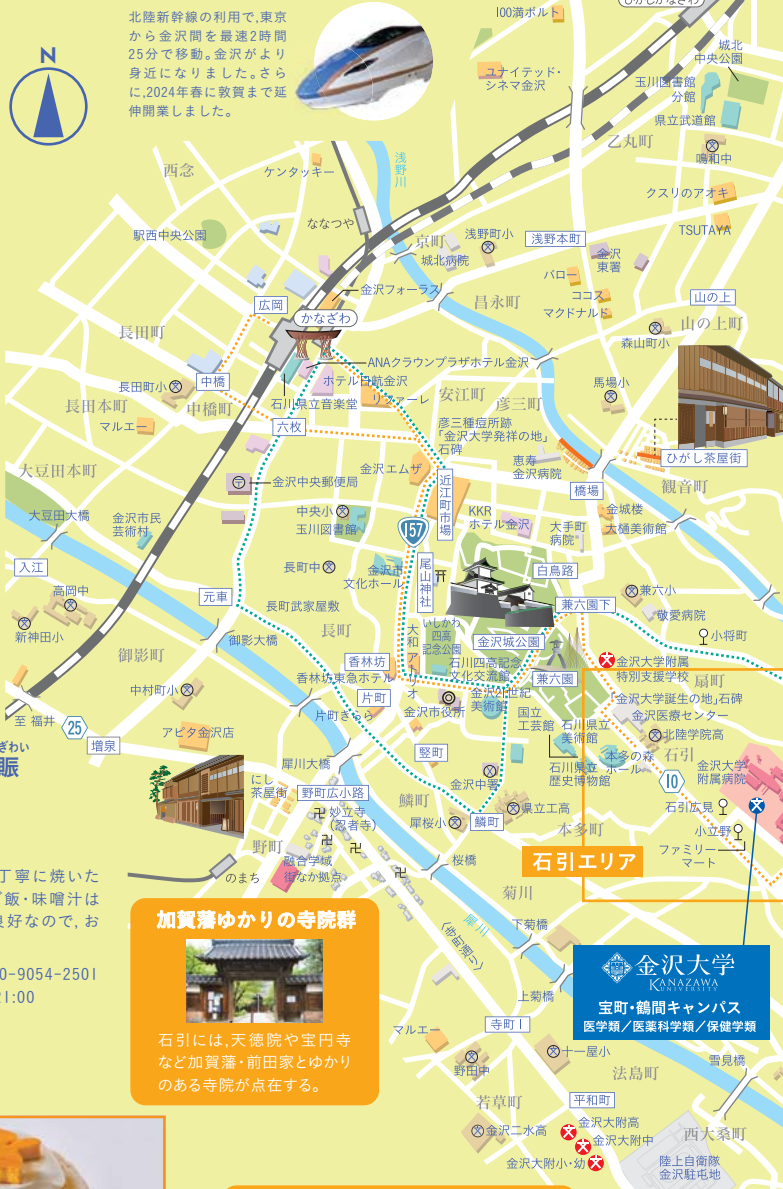 北陸新幹線の利用で,東京
から金沢間を最速2時間
25分で移動。金沢がより
身近になりました。さら
に,2024年春に敦賀まで延
伸開業しました。
N
100満ボルト
ユナイテッド・
シネマ金沢
城北
中央公園
玉川図書館
分館
県立武道館
乙丸町
鳴和中
クスリのアオキ
TSUTAYA
西念
ケンタッキー
浅野川
ななつや
駅西中央公園
京町
浅野町小
浅野本町
城北病院
金沢
東署
バロー
金沢フォーラス
昌永町
ココス
マクドナルド
山の上
山の上町
森山町小
広岡
かなざわ
長田町
ANAクラウンプラザホテル金沢
ホテル日航金沢
リファーレ
安江町
彦三町
馬場小
中橋
長田町小
石川県立音楽堂
長田本町
中橋町
マルエー
六枚
彦三種痘所跡
「金沢大学発祥の地」
石碑
ひがし茶屋街
大豆田本町
金沢エムザ
恵寿
金沢病院
観音町
金沢中央郵便局
近江町市場
橋場
大豆田大橋
金沢市民
芸術村
中央小
玉川図書館
157
KKR
ホテル金沢
大手町
病院
金城楼
大樋美術館
入江
高岡中
長町中
金沢市
文化ホール
尾山神社
白鳥路
元車
長町武家屋敷
兼六園下
兼六小
敬愛病院
新神田小
御影大橋
長町
大和
アトリオ
いしかわ
四高
記念公園
金沢城公園
小将町
御影町
香林坊
香林坊東急ホテル
石川四高記念
文化交流館
兼六園
金沢大学附属
特別支援学校
扇町
中村町小
片町
金沢市役所
金沢21世紀
美術館
「金沢大学誕生の地」石碑
至 福井
25
片町きらら
国立
工芸館
石川県立
美術館
金沢医療センター
北陸学院高
増泉
アピタ金沢店
竪町
石川県立
歴史博物館
本多の森
ホール
石引
金沢大学
附属病院
犀川大橋
金沢中署
10
にし
茶屋街
野町広小路
鱗町
県立工高
石引広見
妙立寺
(忍者寺)
犀桜小
鱗町
本多町
小立野
野町
融合学域
街なか拠点
ファミリー
マート
のまち
桜橋
石引エリア
菊川
ぎわい
賑
丁寧に焼いた
ご飯・味噌汁は
良好なので,お
0-9054-2501
21:00
加賀藩ゆかりの寺院群
石引には,天徳院や宝円寺
など加賀藩・前田家とゆかり
のある寺院が点在する。
(寺町通り)
犀川
下菊橋
金沢大学
KANAZAWA
UNIVERSITY
宝町・鶴間キャンパス
医学類/医薬科学類/保健学類
上菊橋
寺町1
マルエー
十一屋小
野田中
法島町
雪見橋
若草町
平和町
金沢二水高
金沢大附高
金沢大附中
金沢大附小・幼
西大桑町
陸上自衛隊
金沢駐屯地